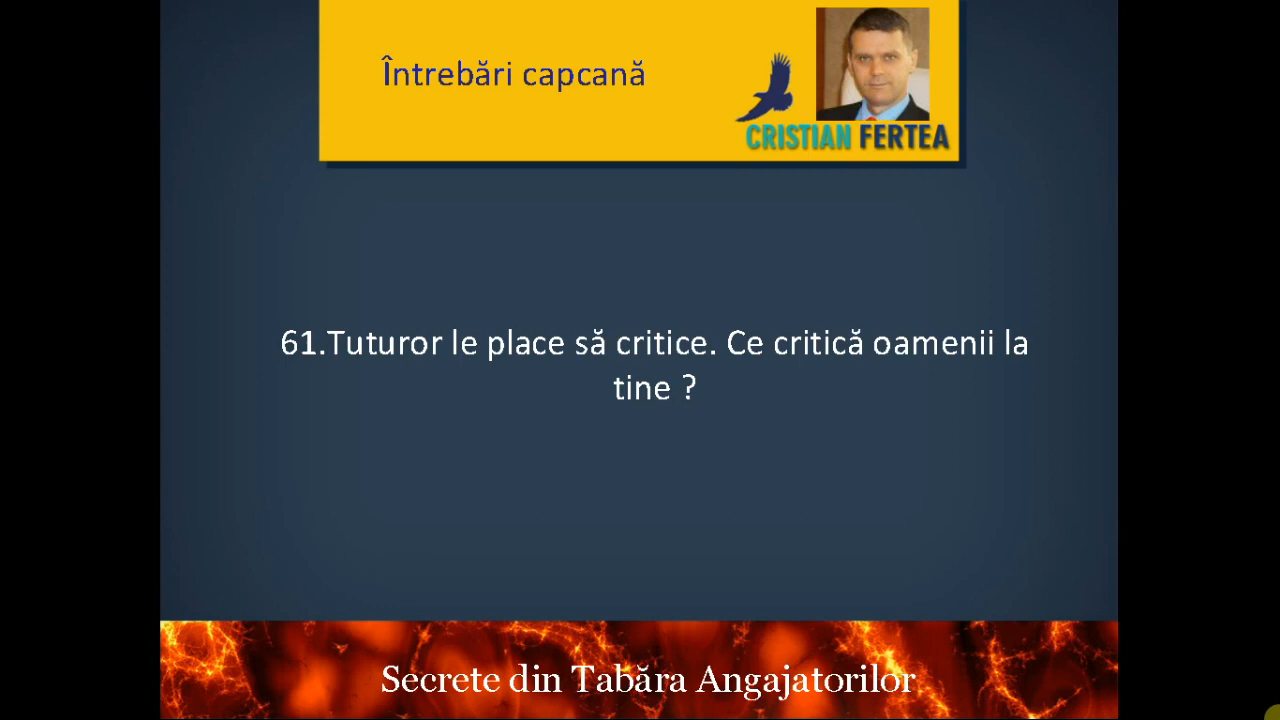 Întrebări capcană
CRISTIAN FERTEA
61.Tuturor le place să critice. Ce critică oamenii la
tine ?
Secrete din Tabăra Angajatorilor